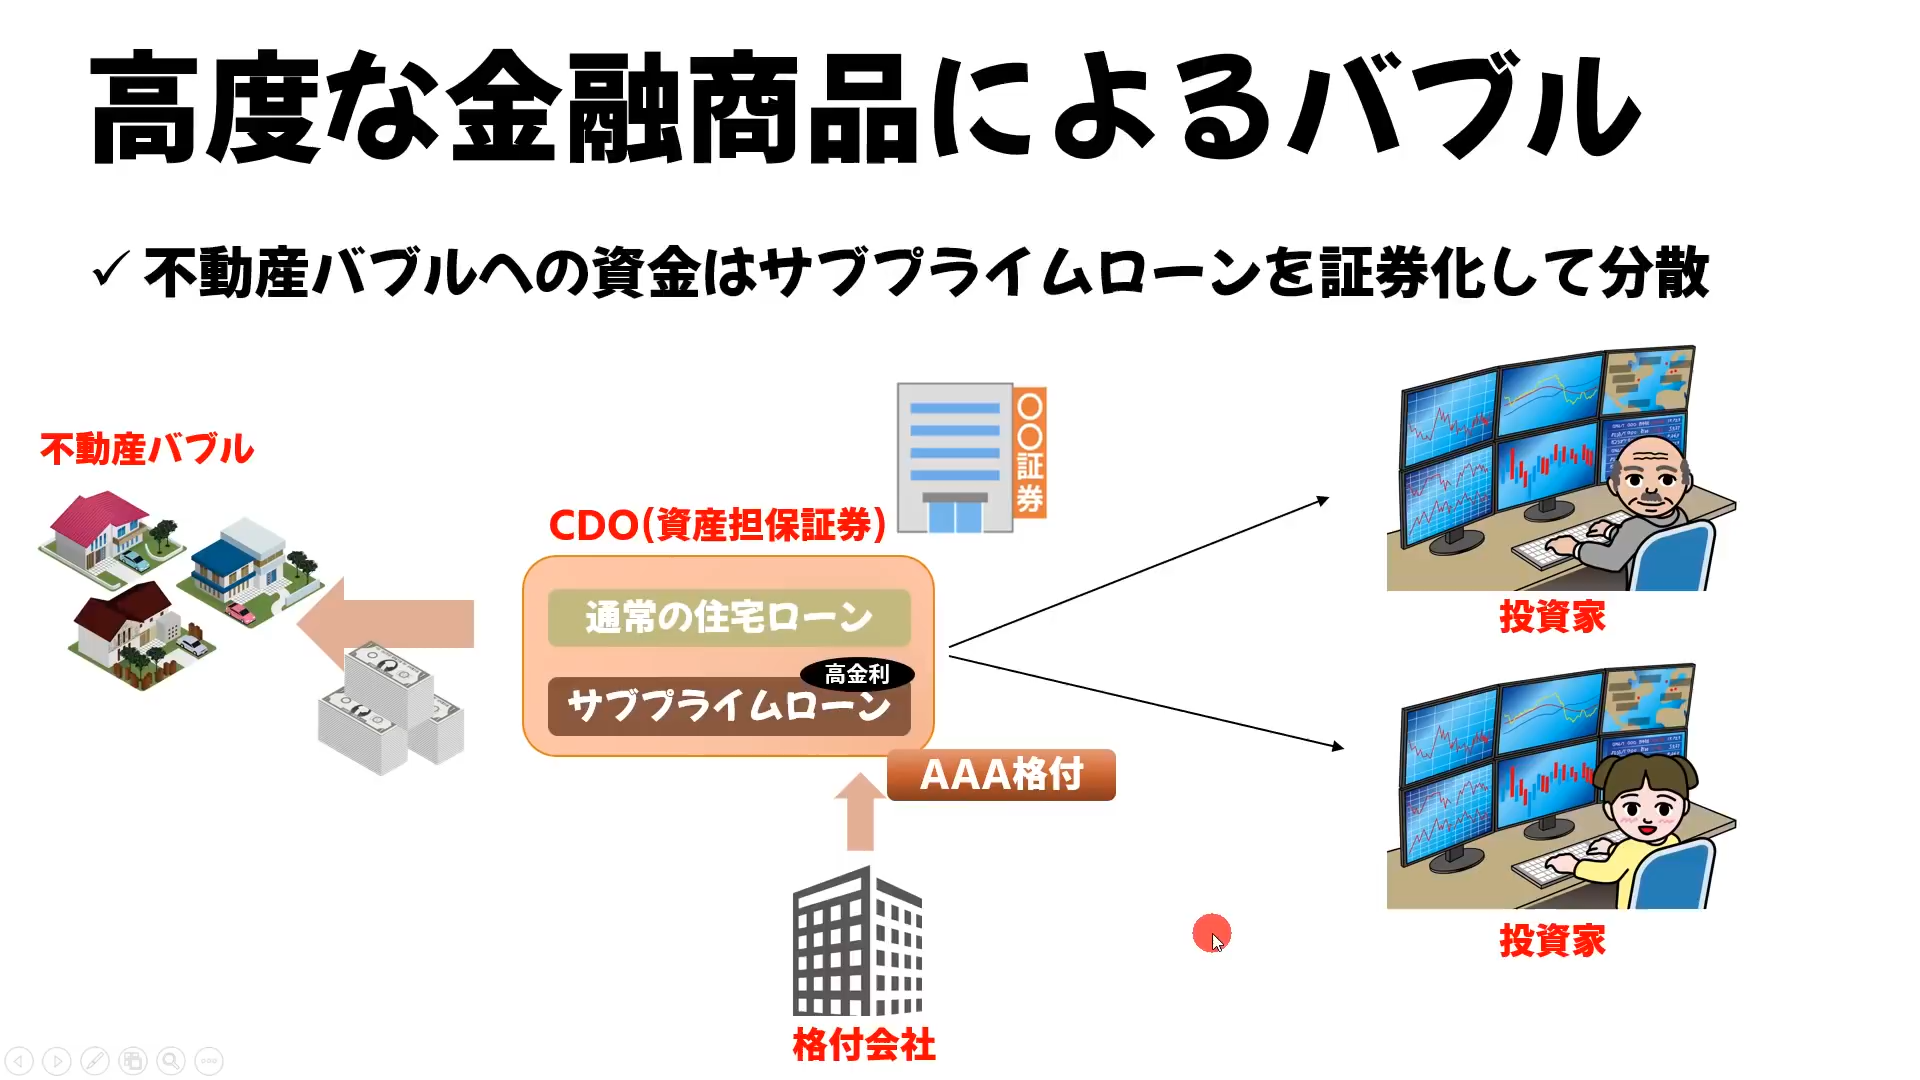 高度な金融商品によるバブル
✓ 不動産バブルへの資金はサブプライムローンを証券化して分散
不動産バブル
〇〇証券
CDO(資産担保証券)
通常の住宅ローン
高金利
サブプライムローン
AAA格付
格付会社
投資家
投資家